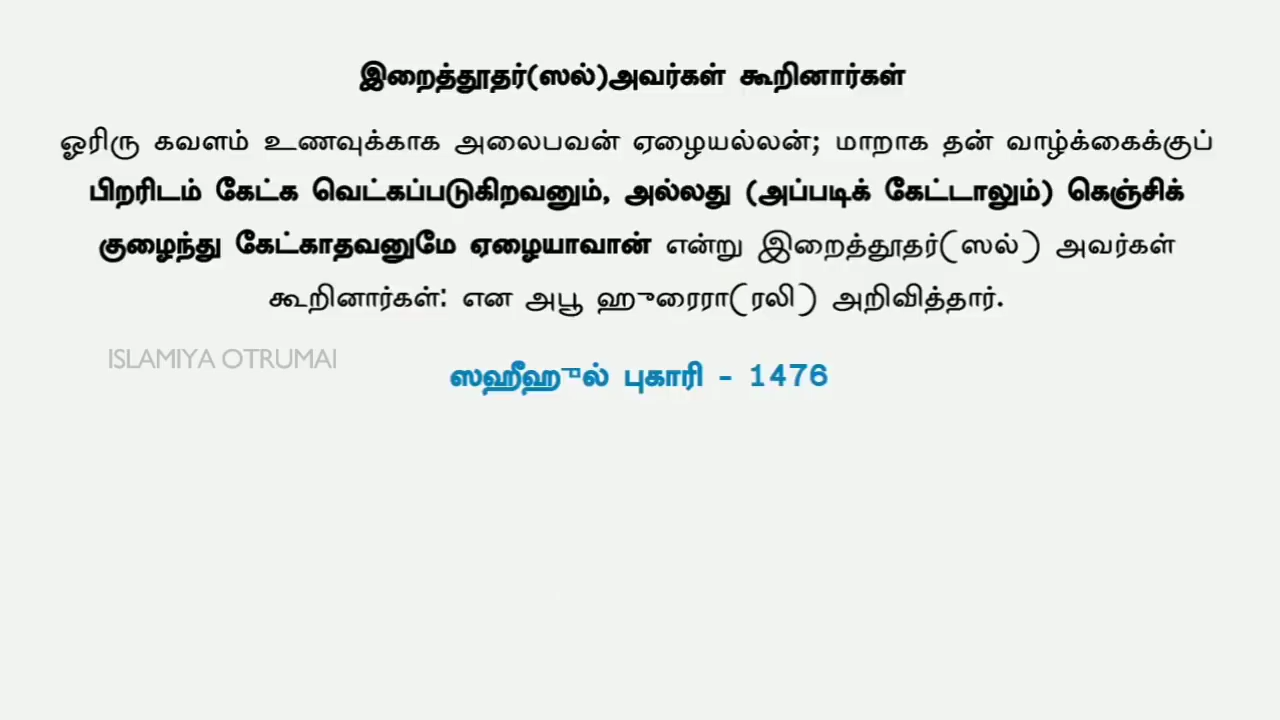 இறைத்தூதர்(ஸல்)அவர்கள் கூறினார்கள்
ஓரிரு கவளம் உணவுக்காக அலைபவன் ஏழையல்லன்; மாறாக தன் வாழ்க்கைக்குப்
பிறரிடம் கேட்க வெட்கப்படுகிறவனும், அல்லது (அப்படிக் கேட்டாலும்) கெஞ்சிக்
குழைந்து கேட்காதவனுமே ஏழையாவான் என்று இறைத்தூதர்(ஸல்) அவர்கள்
கூறினார்கள்: என அபூ ஹுரைரா(ரலி) அறிவித்தார்.
ISLAMIYA OTRUMAI
ஸஹீஹுல் புகாரி - 1476